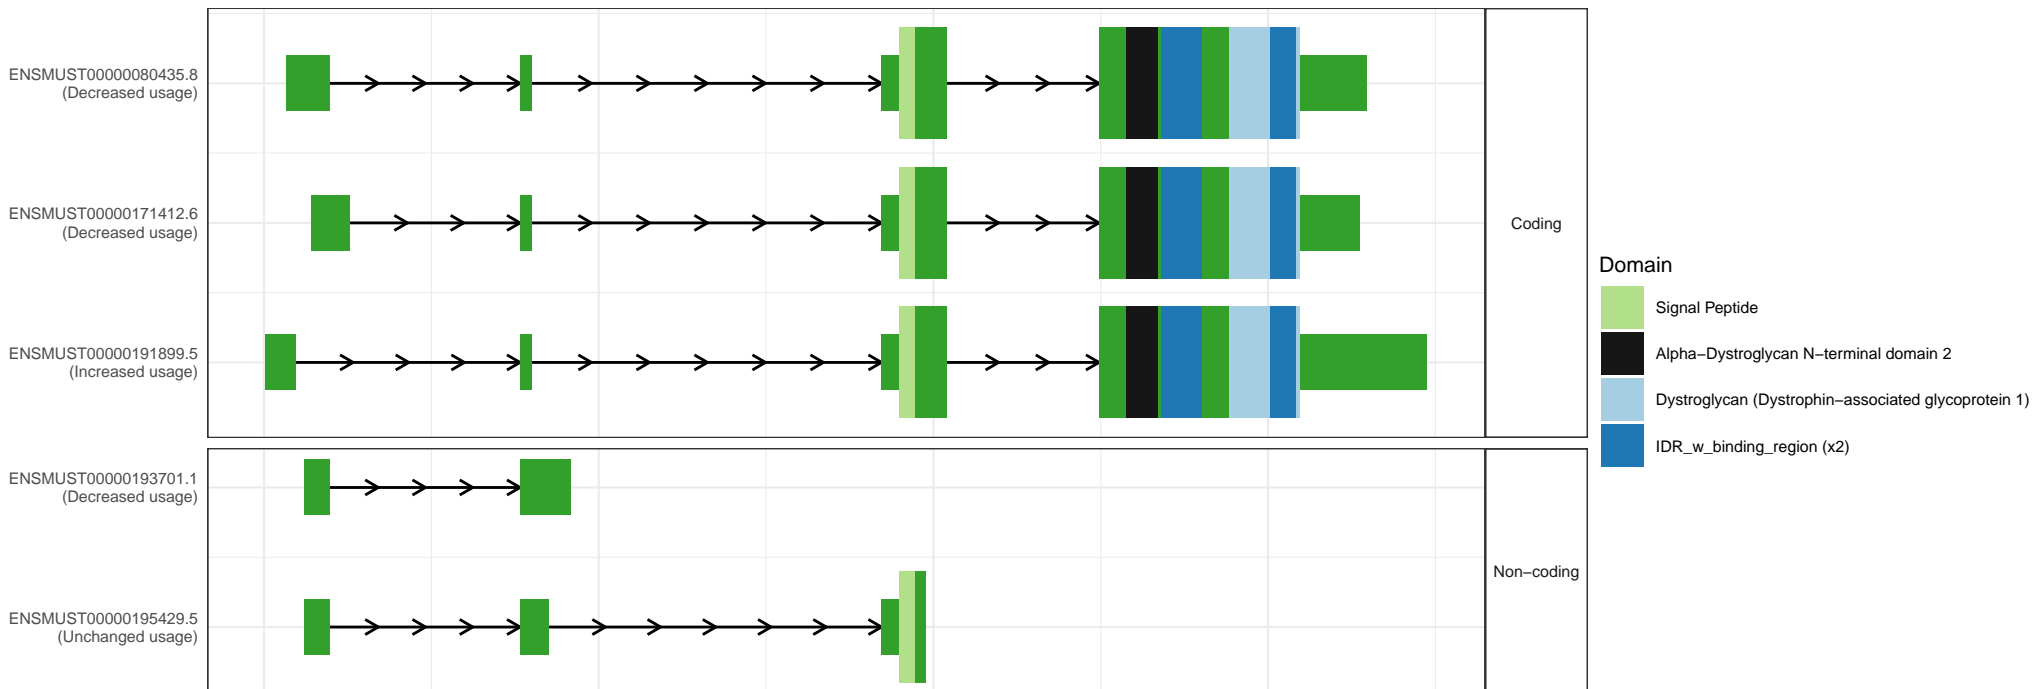 ENSMUST00000080435.8
(Decreased usage)
ENSMUST00000171412.6
(Decreased usage)
ENSMUST00000191899.5
(Increased usage)
Coding
ENSMUST00000193701.1
(Decreased usage)
ENSMUST00000195429.5
(Unchanged usage)
Non−coding
Domain
Signal Peptide
Alpha−Dystroglycan N−terminal domain 2
Dystroglycan (Dystrophin−associated glycoprotein 1)
IDR_w_binding_region (x2)